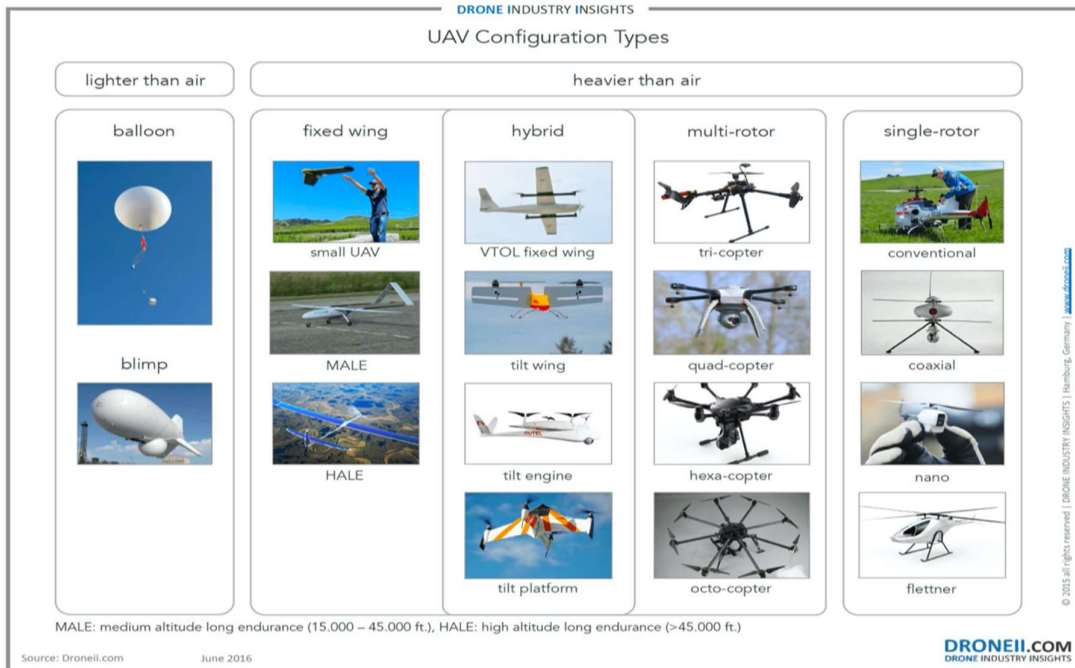 DRONE INDUSTRY INSIGHTS
UAV Configuration Types
lighter than air
heavier than air
balloon
fixed wing
hybrid
multi-rotor
single-rotor
small UAV
VTOL fixed wing
tri-copter
conventional
MALE
tilt wing
quad-copter
coaxial
blimp
HALE
tilt engine
hexa-copter
nano
tilt platform
octo-copter
flettner
MALE: medium altitude long endurance (15.000 – 45.000 ft.), HALE: high altitude long endurance (>45.000 ft.)
Source: Droneii.com
June 2016
DRONEII.COM
DRONE INDUSTRY INSIGHTS
© 2015 all rights reserved | DRONE INDUSTRY INSIGHTS | Hamburg, Germany | www.droneii.com